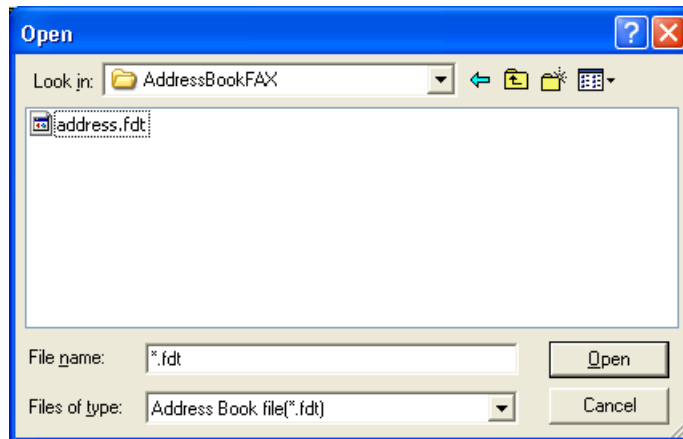 Open
Look in: AddressBookFAX
address.fdt
File name: *.fdt Open
Files of type: Address Book file(*.fdt) Cancel